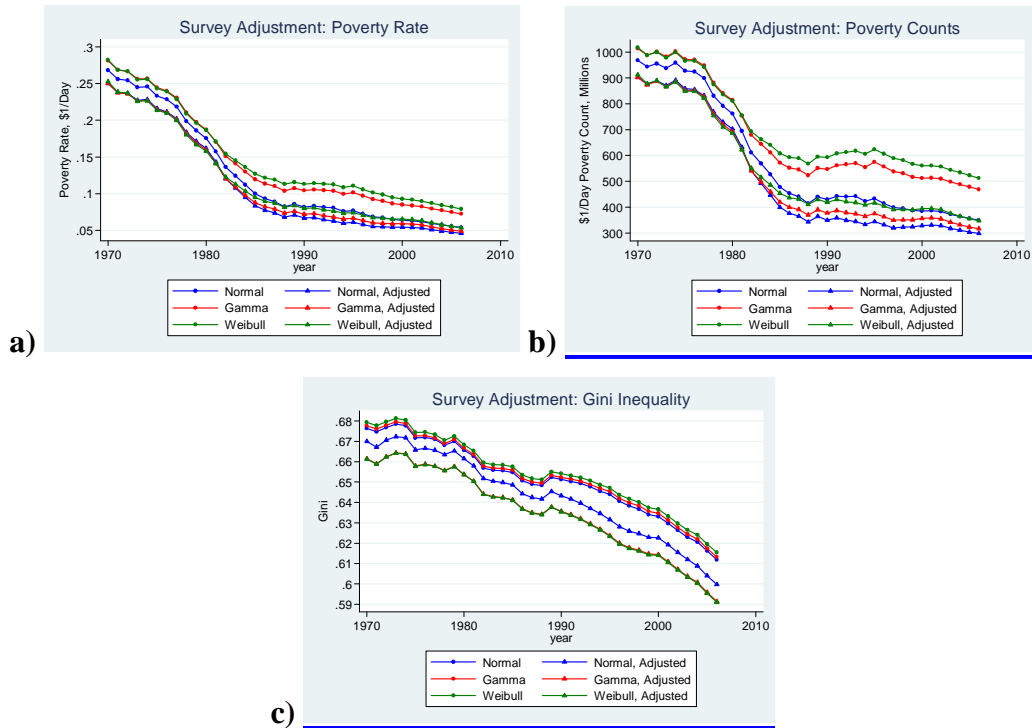 Survey Adjustment: Poverty Rate
Poverty Rate, $1/Day
.3
.25
.2
.15
.1
.05
1970 1980 1990 2000 2010
year
Normal Normal, Adjusted
Gamma Gamma, Adjusted
Weibull Weibull, Adjusted
a)
Survey Adjustment: Poverty Counts
$1/Day Poverty Count, Millions
1000
900
800
700
600
500
400
300
1970 1980 1990 2000 2010
year
Normal Normal, Adjusted
Gamma Gamma, Adjusted
Weibull Weibull, Adjusted
b)
Survey Adjustment: Gini Inequality
Gini
.68
.67
.66
.65
.64
.63
.62
.61
.6
.59
1970 1980 1990 2000 2010
year
Normal Normal, Adjusted
Gamma Gamma, Adjusted
Weibull Weibull, Adjusted
c)